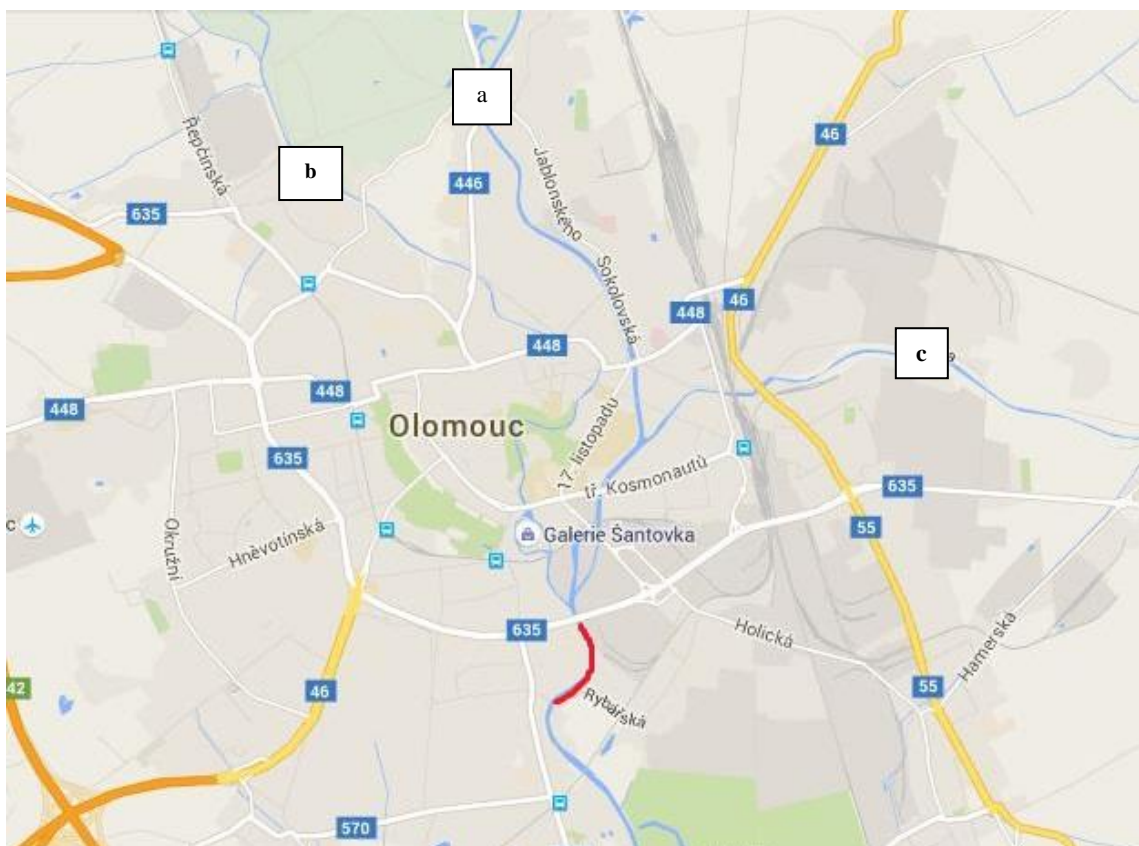 a
46
Řepčínská
b
446
Jablonského
635
Sokolovská
46
448
448
c
a
448
448
Olomouc
17. listopadu
635
tř. Kosmonautů
635
c
Galerie Šantovka
55
Okružní
Hněvotínská
635
Holická
Hamerská
42
46
55
Rybářská
570